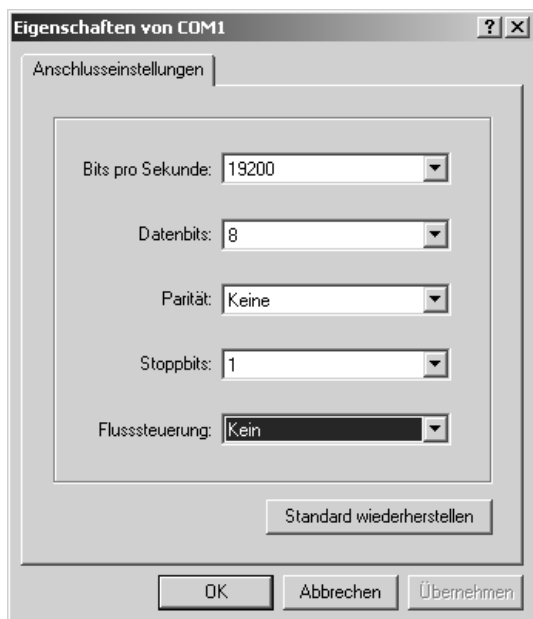 Eigenschaften von COM1
Anschlusseinstellungen
Bits pro Sekunde: 19200
Datenbits: 8
Parität: Keine
Stoppbits: 1
Flusssteuerung: Kein
Standard wiederherstellen
OK Abbrechen Übernehmen